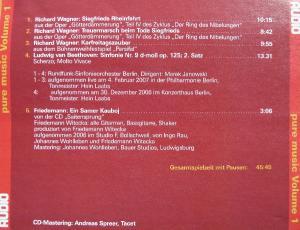 pure music Volume 1
1. Richard Wagner: Siegfrieds Rheinfahrt 10:15
aus der Oper „Götterdämmerung", Teil IV des Zyklus „Der Ring des Nibelungen"
2. Richard Wagner: Trauermarsch beim Tode Siegfrieds 8:39
aus der Oper „Götterdämmerung", Teil IV des Zyklus „Der Ring des Nibelungen"
3. Richard Wagner: Karfreitagszauber 9:55
aus dem Bühnenweihfestspiel „Parsifal"
4. Ludwig van Beethoven: Sinfonie Nr. 9 d-moll op. 125; 2. Satz 13.31
Scherzo, Molto Vivace
1 - 4: Rundfunk-Sinfonieorchester Berlin, Dirigent: Marek Janowski
1 - 3: aufgenommen live am 4. Februar 2007 in der Philharmonie Berlin,
Tonmeister: Hein Laabs
4: aufgenommen am 30. Dezember 2006 im Konzerthaus Berlin,
Tonmeister: Hein Laabs
Friedemann: Ein Samer Kauboj 3:06
von der CD „Saitensprung"
Friedemann Witecka: alle Gitarren, Bassgitarre, Shaker
produziert von Friedemann Witecka
aufgenommen 2006 im Studio F, Bollschweil, von Ingo Rau,
Johannes Wohlleben und Friedemann Witecka
Mastering: Johannes Wohlleben, Bauer Studios, Ludwigsburg
Gesamtspielzeit mit Pausen: 45:49
CD-Mastering: Andreas Spreer, Tacet
AUDIO
pure music Volume 1
AUDIO